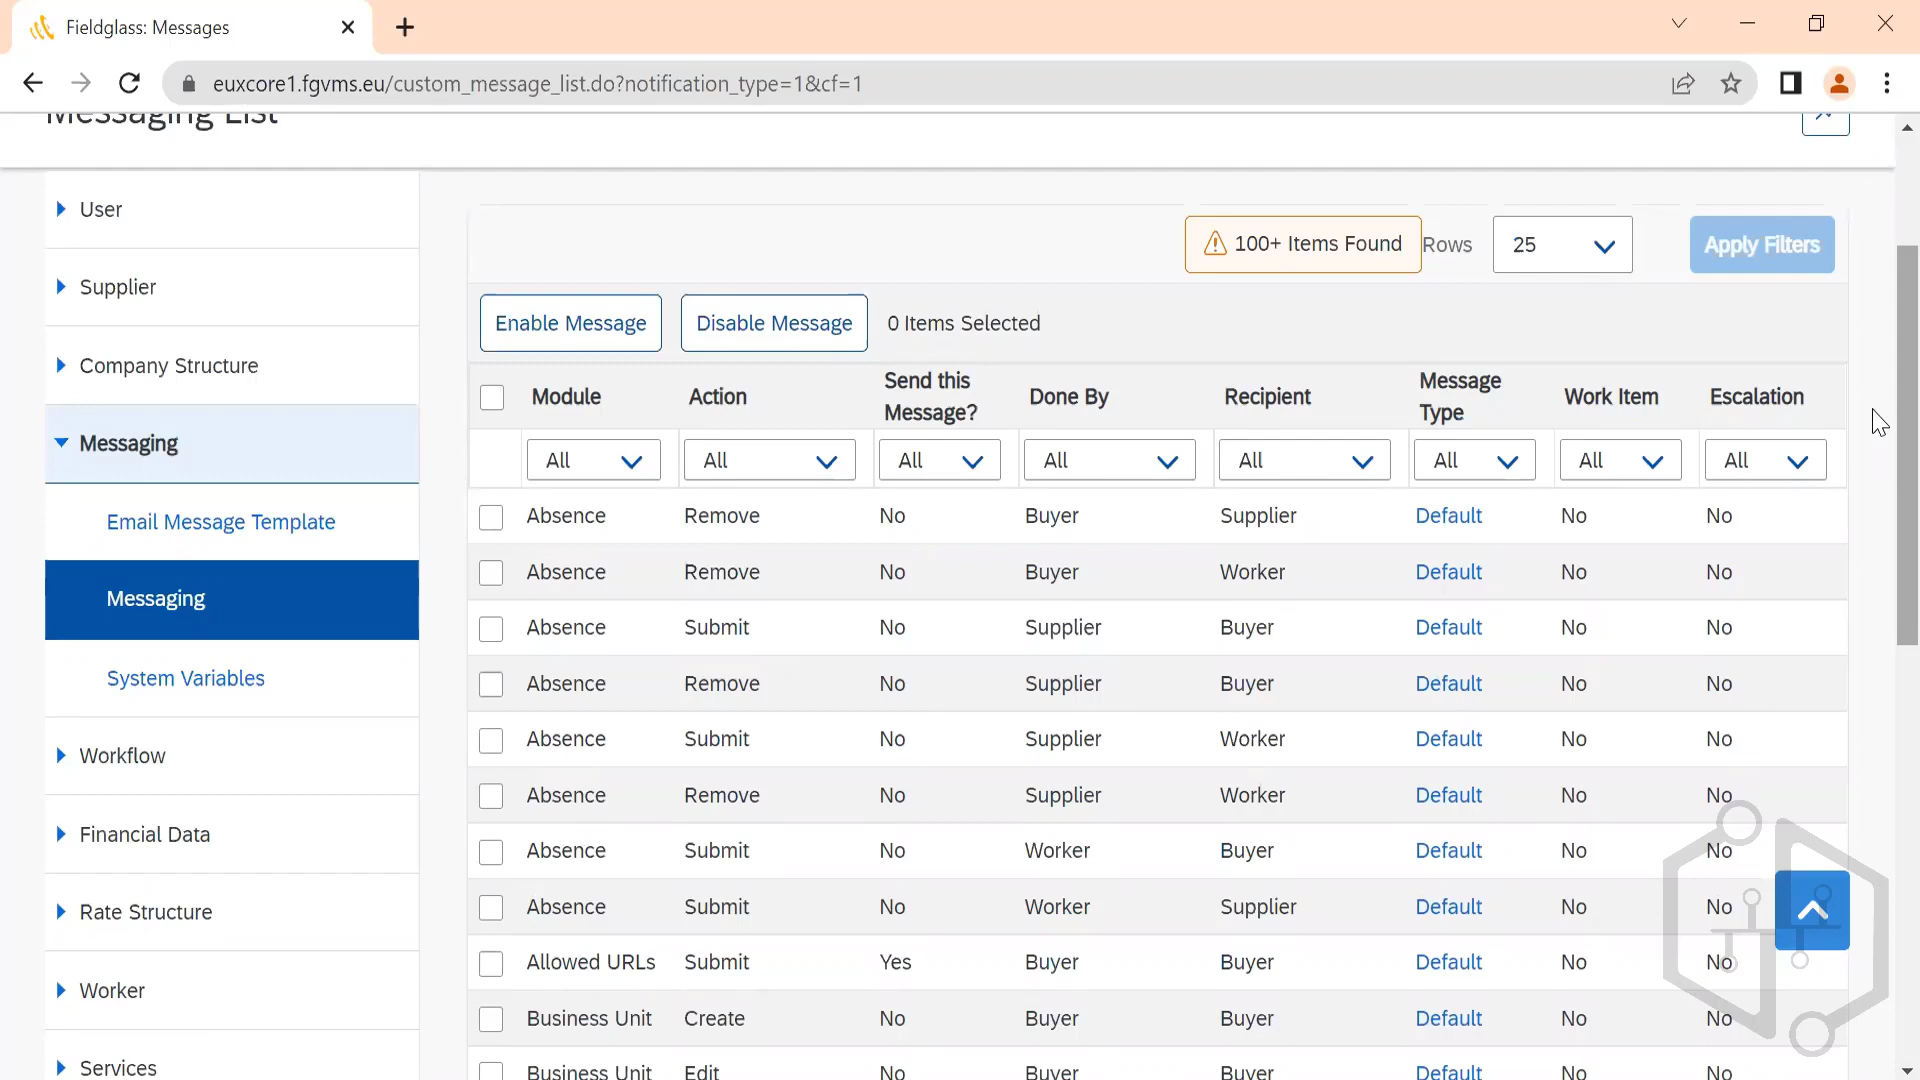 Fieldglass: Messages
euxcore1.fgvms.eu/custom_message_list.do?notification_type=1&cf=1
Messaging List
User
Supplier
Company Structure
Messaging
Email Message Template
Messaging
System Variables
Workflow
Financial Data
Rate Structure
Worker
Services
100+ Items Found Rows 25 Apply Filters
Enable Message Disable Message 0 Items Selected
Module Action Send this Message? Done By Recipient Message Type Work Item Escalation
All All All All All All All All
Absence Remove No Buyer Supplier Default No No
Absence Remove No Buyer Worker Default No No
Absence Submit No Supplier Buyer Default No No
Absence Remove No Supplier Buyer Default No No
Absence Submit No Supplier Worker Default No No
Absence Remove No Supplier Worker Default No No
Absence Submit No Worker Buyer Default No No
Absence Submit No Worker Supplier Default No No
Allowed URLs Submit Yes Buyer Buyer Default No No
Business Unit Create No Buyer Buyer Default No No
Business Unit Edit No Buyer Buyer Default No No